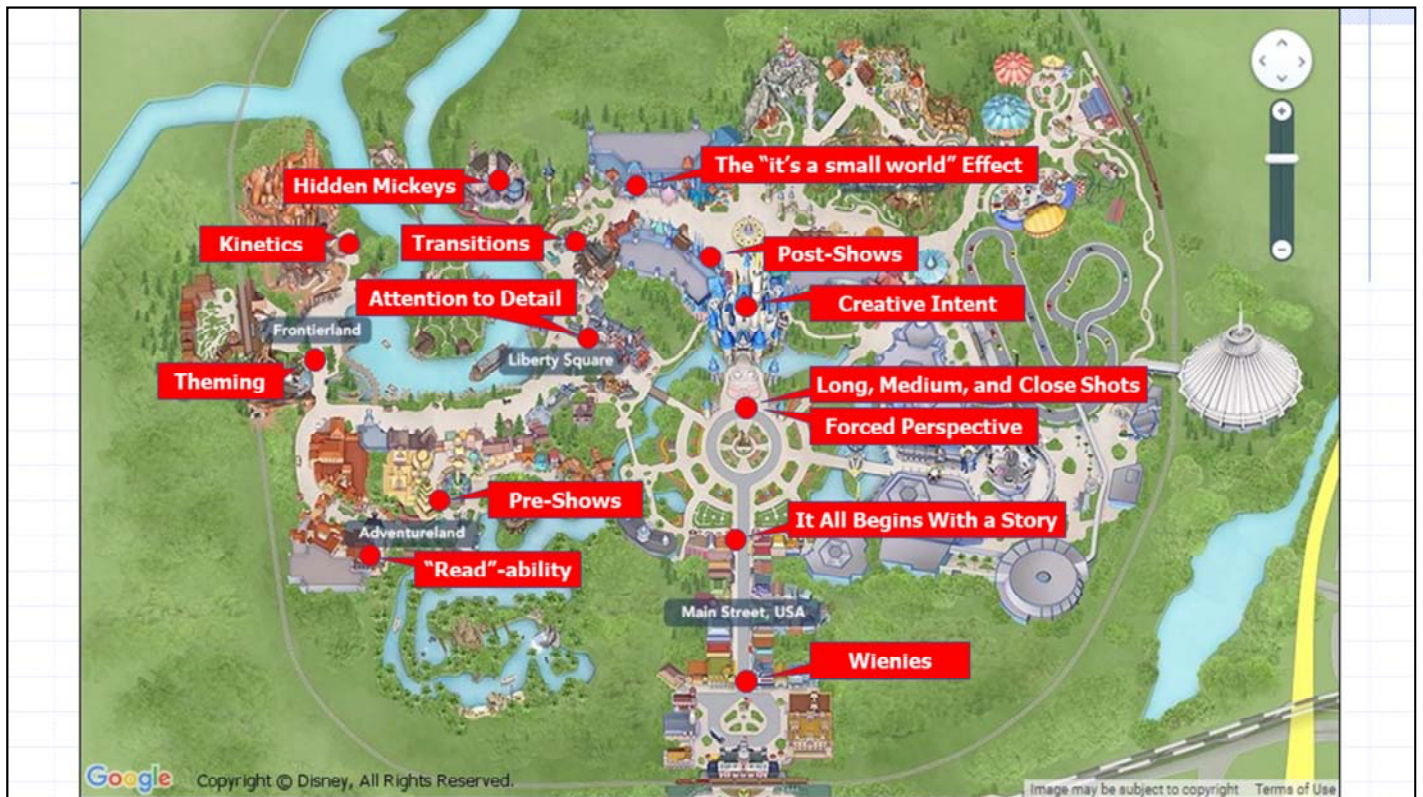 The “it’s a small world” Effect
Hidden Mickeys
Kinetics
Transitions
Post-Shows
Attention to Detail
Creative Intent
Frontierland
Liberty Square
Theming
Long, Medium, and Close Shots
Forced Perspective
Pre-Shows
It All Begins With a Story
Adventureland
“Read”-ability
Main Street, USA
Wienies
Google
Copyright © Disney, All Rights Reserved.
Image may be subject to copyright
Terms of Use